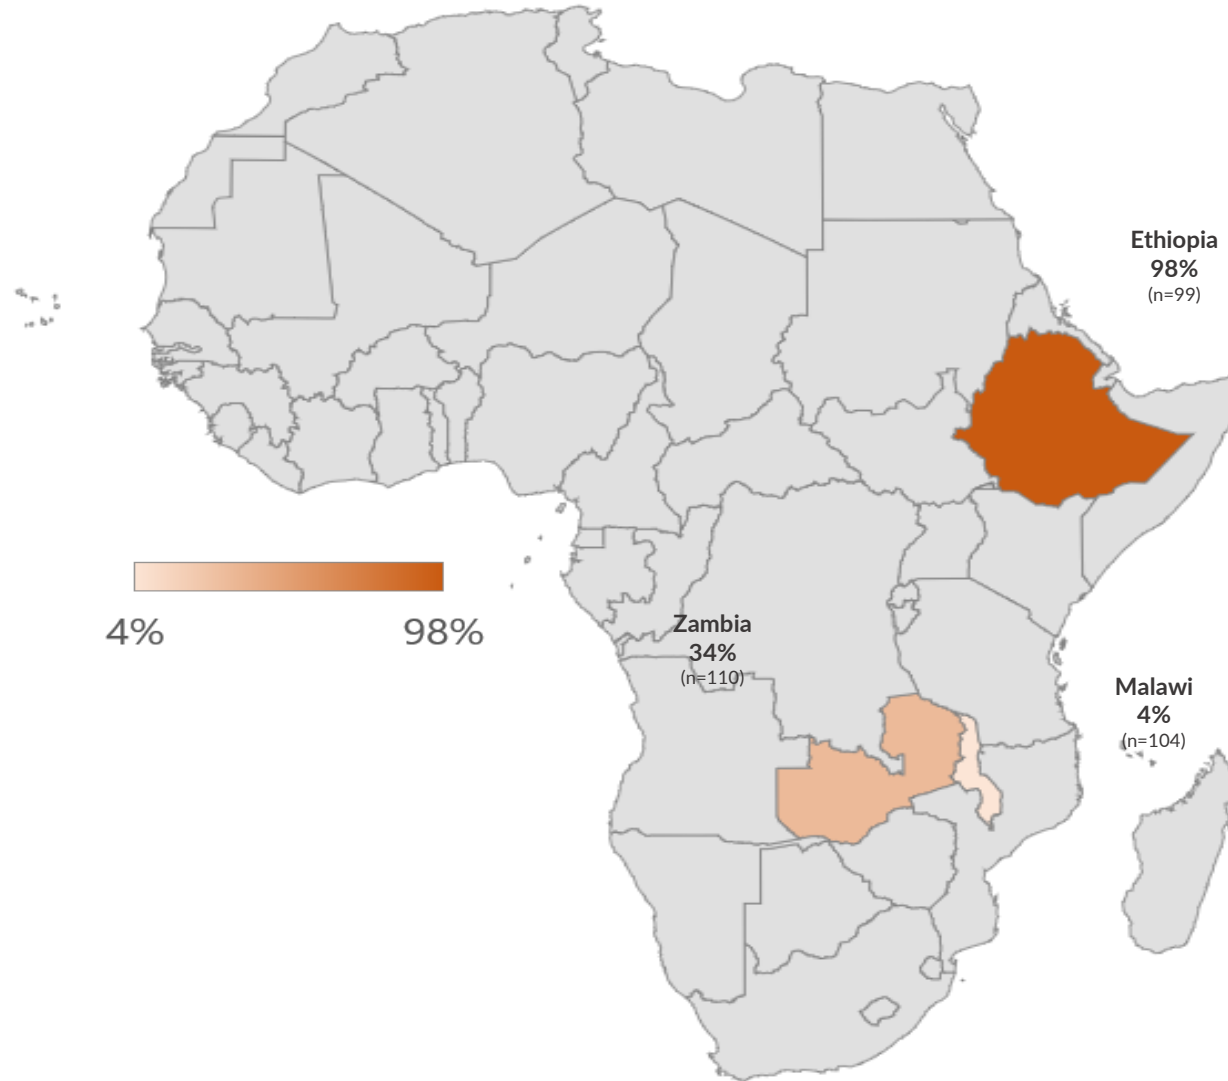 Ethiopia
98%
(n=99)
4%
98%
Zambia
34%
(n=110)
Malawi
4%
(n=104)